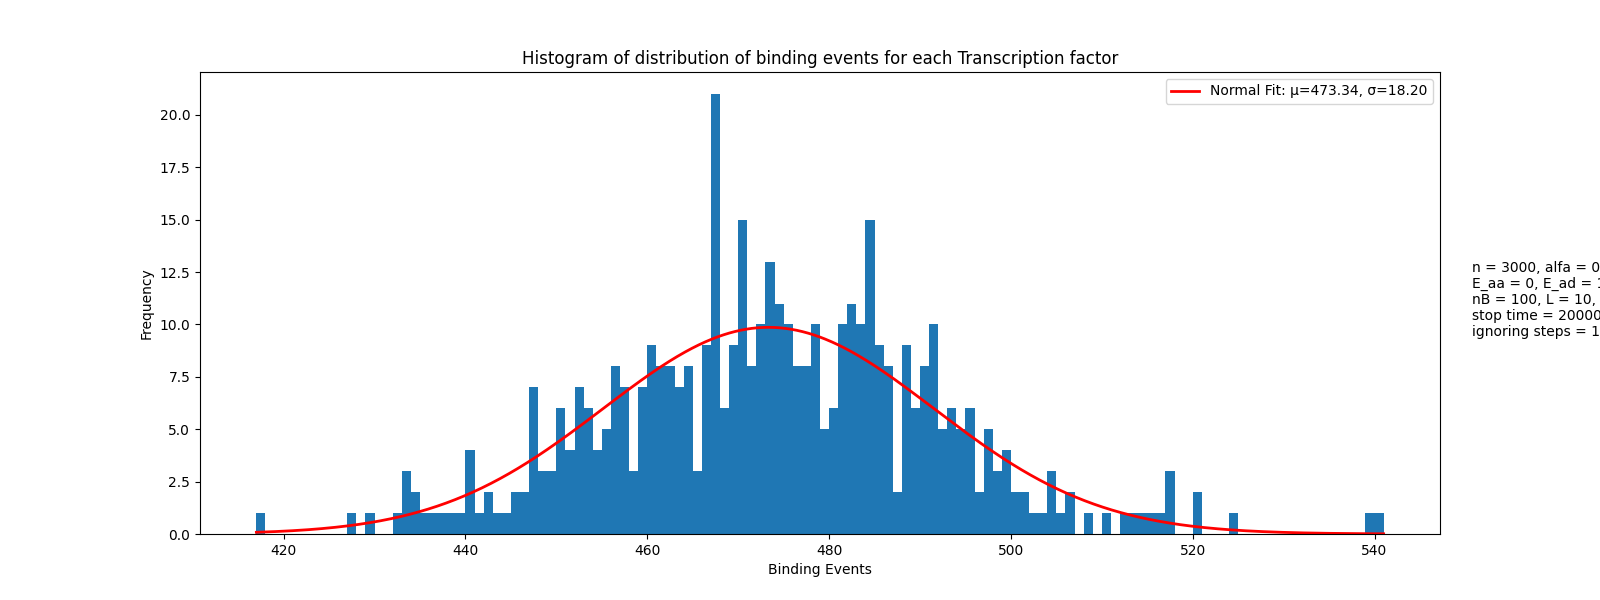 Histogram of distribution of binding events for each Transcription factor
Normal Fit: μ=473.34, σ=18.20
20.0
17.5
15.0
12.5
10.0
7.5
5.0
2.5
0.0
Frequency
420
440
460
480
500
520
540
Binding Events
n = 3000, alfa = 0
E_aa = 0, E_ad =
nB = 100, L = 10,
stop time = 20000
ignoring steps = 1